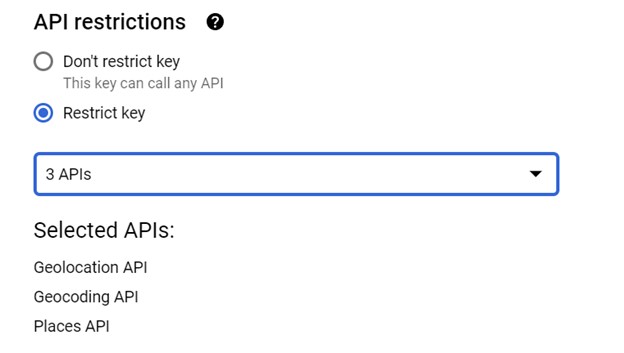 API restrictions ?
Don't restrict key
This key can call any API
Restrict key
3 APIs
Selected APIs:
Geolocation API
Geocoding API
Places API